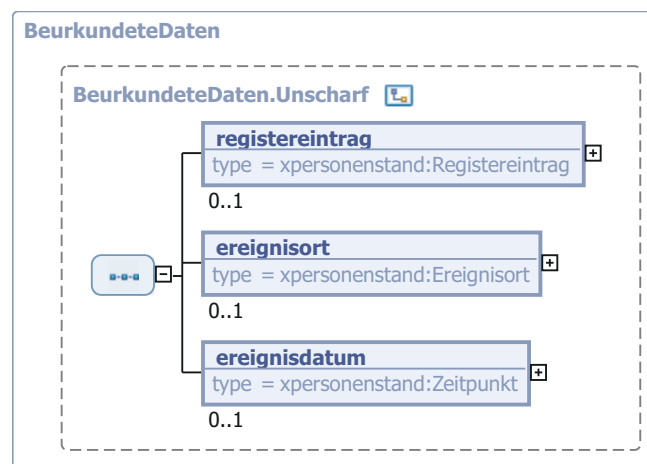 BeurkundeteDaten
BeurkundeteDaten.Unscharf
registereintrag
type = xpersonenstand:Registereintrag
0..1
ereignisort
type = xpersonenstand:Ereignisort
0..1
ereignisdatum
type = xpersonenstand:Zeitpunkt
0..1